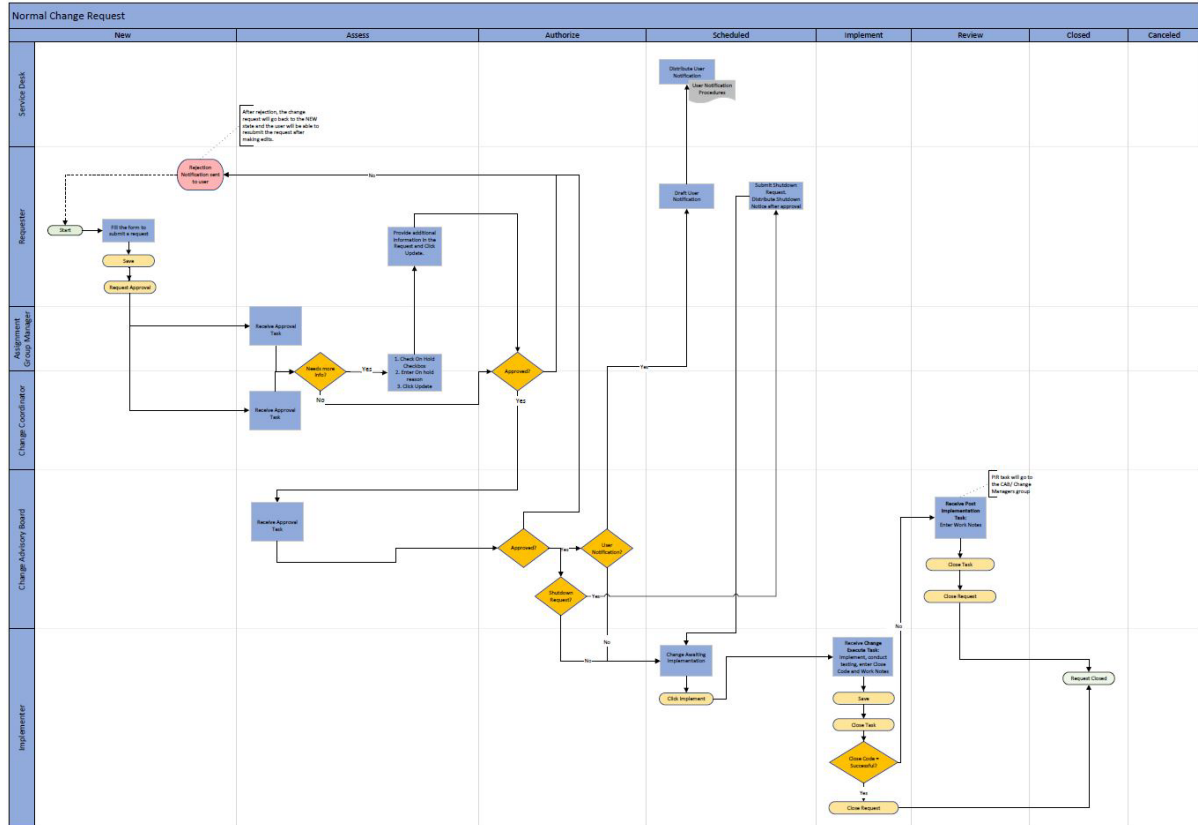 Normal Change Request
New
Assess
Authorize
Scheduled
Implement
Review
Closed
Canceled
Service Desk
Distribute User
Notification
User Notification
Procedures
After rejection, the change
request will go back to the NEW
state and the user will be able to
resubmit the request after
making edits.
Requester
Rejection
Notification sent
to user
No
Start
Fill the form to
submit a request
Save
Request Approval
Provide additional
information in the
Request and Click
Update.
Draft User
Notification
Submit Shutdown
Request.
Distribute Shutdown
Notice after approval
Assignment
Group Manager
Receive Approval
Task
Needs more
info?
Yes
No
1. Check On Hold
Checkbox
2. Enter On hold
reason
3. Click Update
Approved?
Yes
Yes
Change Coordinator
Receive Approval
Task
Change Advisory Board
Receive Approval
Task
Approved?
Yes
User
Notification?
Shutdown
Request?
Yes
No
No
PIR task will go to
the CAB/ Change
Managers group
Receive Post
Implementation
Task:
Enter Work Notes
Close Task
Close Request
Implementer
Change Awaiting
Implementation
Click Implement
Receive Change
Execute Task:
Implement, conduct
testing, enter Close
Code and Work Notes
Save
Close Task
Close Code =
Successful?
No
Yes
Close Request
Request Closed